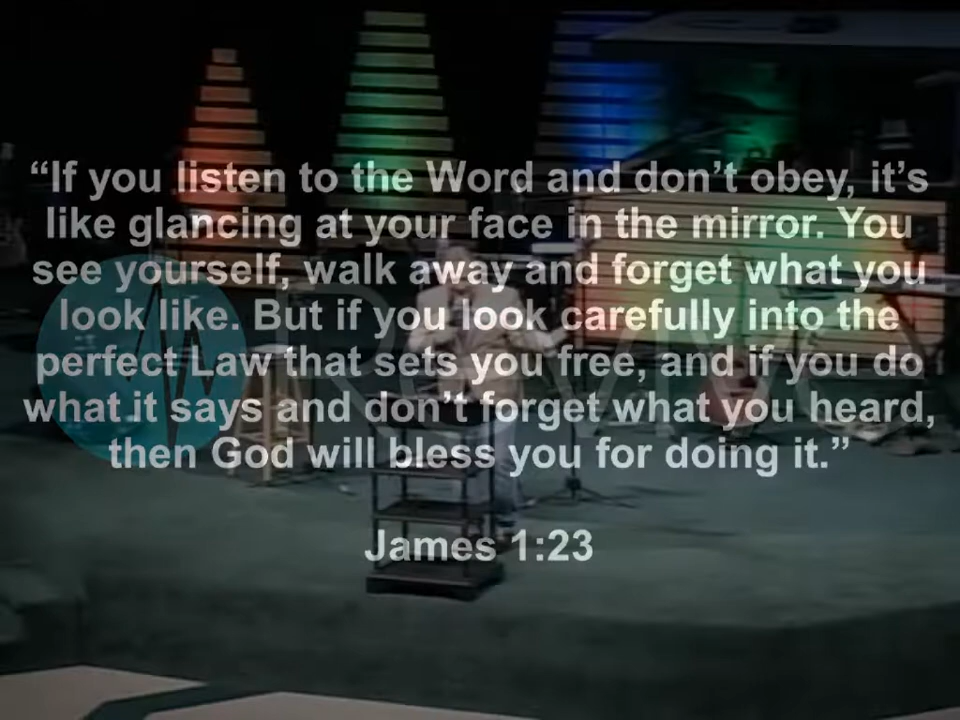 “If you listen to the Word and don’t obey, it’s
like glancing at your face in the mirror. You
see yourself, walk away and forget what you
look like. But if you look carefully into the
perfect Law that sets you free, and if you do
what it says and don’t forget what you heard,
then God will bless you for doing it.”
James 1:23